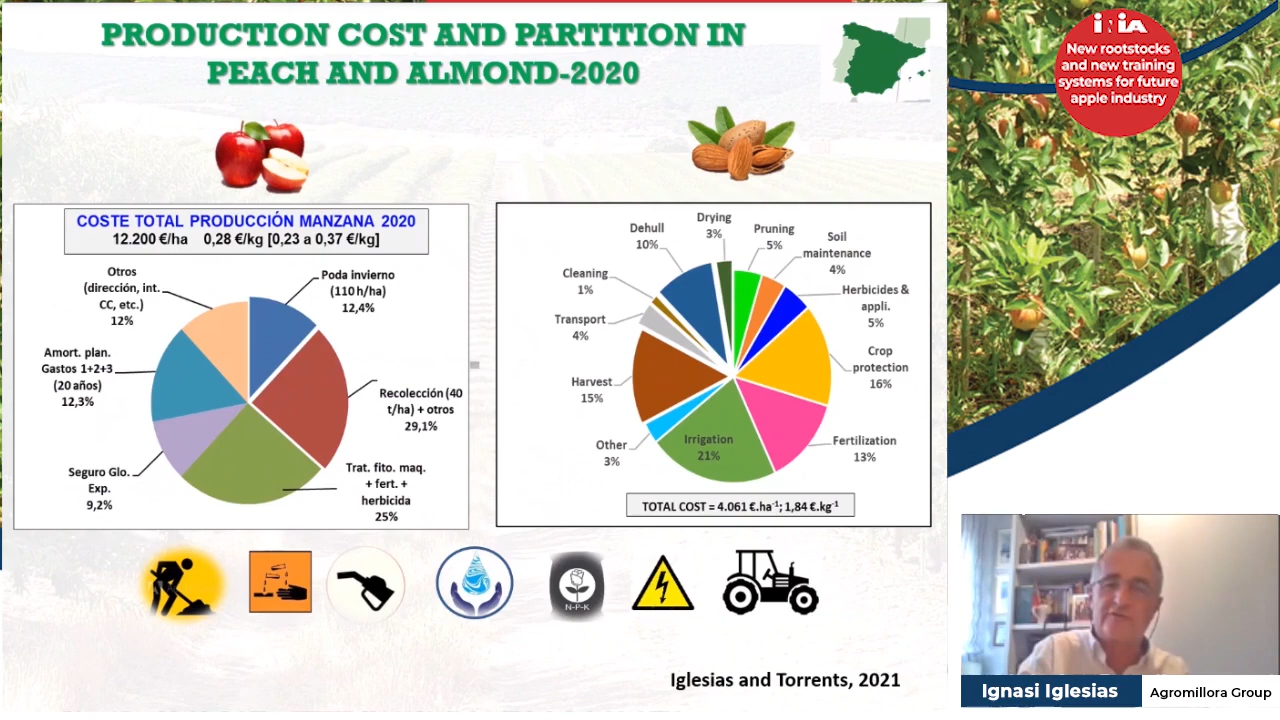 PRODUCTION COST AND PARTITION IN
PEACH AND ALMOND-2020
COSTE TOTAL PRODUCCIÓN MANZANA 2020
12.200 €/ha 0,28 €/kg [0,23 a 0,37 €/kg]
Otros
(dirección, int.
CC, etc.)
12%
Poda invierno
(110 h/ha)
12,4%
Amort. plan.
Gastos 1+2+3
(20 años)
12,3%
Recolección (40
t/ha) + otros
29,1%
Seguro Glo.
Exp.
9,2%
Trat. fito. maq.
+ fert. +
herbicida
25%
Drying
3%
Dehull
10%
Pruning
5%
Soil
maintenance
4%
Cleaning
1%
Herbicides &
appli.
5%
Transport
4%
Crop
protection
16%
Harvest
15%
Other
3%
Irrigation
21%
Fertilization
13%
TOTAL COST = 4.061 €.ha⁻¹; 1,84 €.kg⁻¹
N-P-K
Iglesias and Torrents, 2021
iNiA
New rootstocks
and new training
systems for future
apple industry
Ignasi Iglesias
Agromillora Group